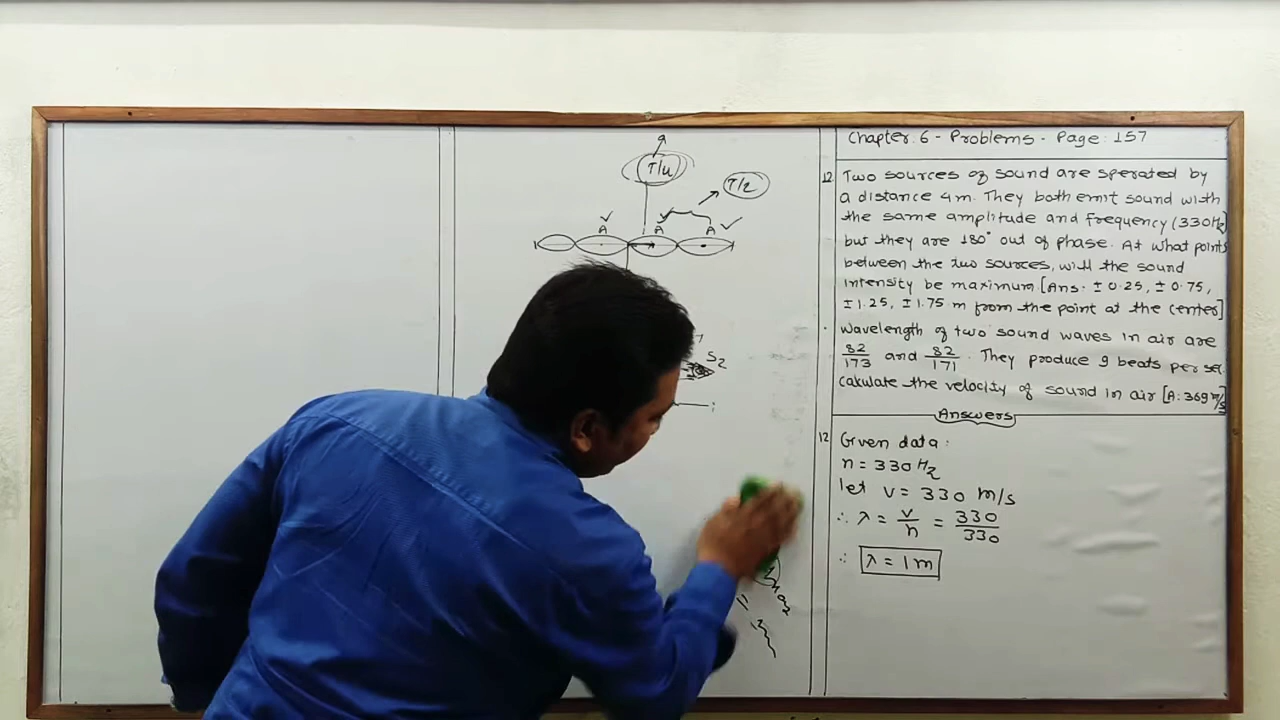 Chapter: 6 - Problems - Page: 157
12 Two sources of sound are sperated by
a distance 4m. They both emit sound with
the same amplitude and frequency (330Hz)
but they are 180° out of phase. At what points
between the two sources, will the sound
intensity be maximum [Ans. ± 0.25, ± 0.75,
± 1.25, ± 1.75 m from the point at the center]
wavelength of two sound waves in air are
82/173 and 82/171. They produce 9 beats per sec.
calculate the velocity of sound in air [A: 369 m/s]
Answers
12 Given data:
n = 330 Hz
let v = 330 m/s
∴ λ = v/n = 330/330
∴ λ = 1m
T/4
T/2
A A A
S2